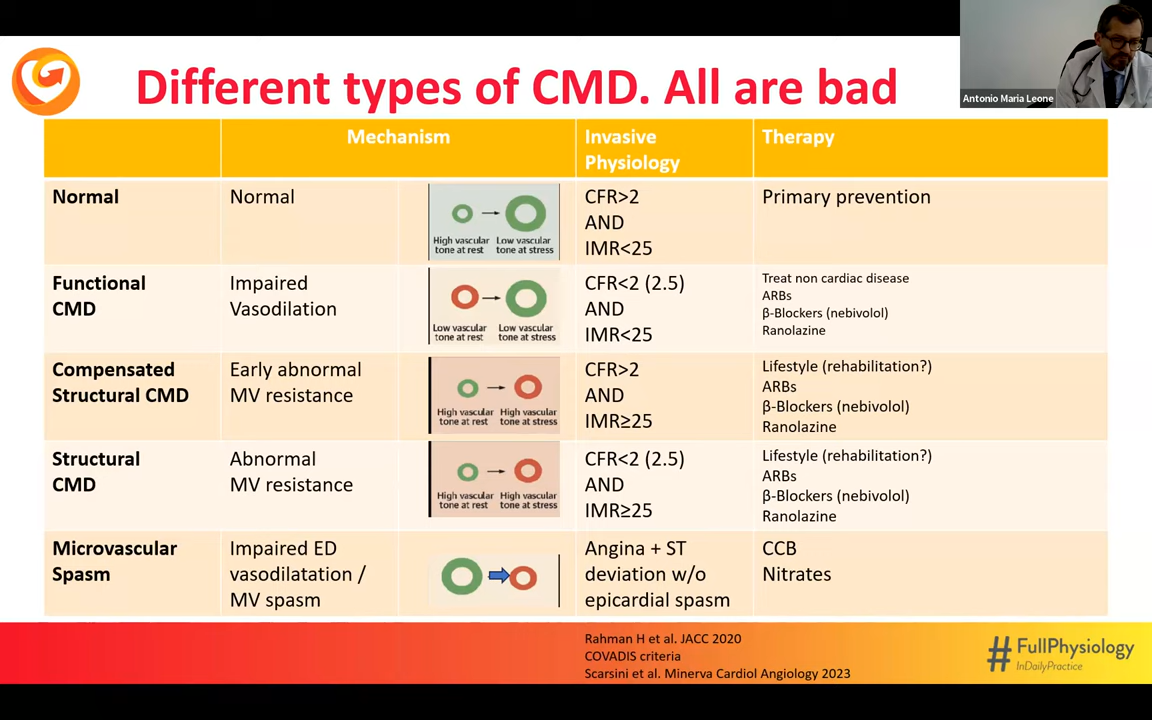 Different types of CMD. All are bad
Antonio Maria Leone
Mechanism
Invasive
Physiology
Therapy
Normal
Normal
High vascular Low vascular
tone at rest tone at stress
CFR>2
AND
IMR<25
Primary prevention
Functional
CMD
Impaired
Vasodilation
Low vascular Low vascular
tone at rest tone at stress
CFR<2 (2.5)
AND
IMR<25
Treat non cardiac disease
ARBs
β-Blockers (nebivolol)
Ranolazine
Compensated
Structural CMD
Early abnormal
MV resistance
High vascular High vascular
tone at rest tone at stress
CFR>2
AND
IMR≥25
Lifestyle (rehabilitation?)
ARBs
β-Blockers (nebivolol)
Ranolazine
Structural
CMD
Abnormal
MV resistance
High vascular High vascular
tone at rest tone at stress
CFR<2 (2.5)
AND
IMR≥25
Lifestyle (rehabilitation?)
ARBs
β-Blockers (nebivolol)
Ranolazine
Microvascular
Spasm
Impaired ED
vasodilatation /
MV spasm
Angina + ST
deviation w/o
epicardial spasm
CCB
Nitrates
Rahman H et al. JACC 2020
COVADIS criteria
Scarsini et al. Minerva Cardiol Angiology 2023
#FullPhysiology
InDailyPractice